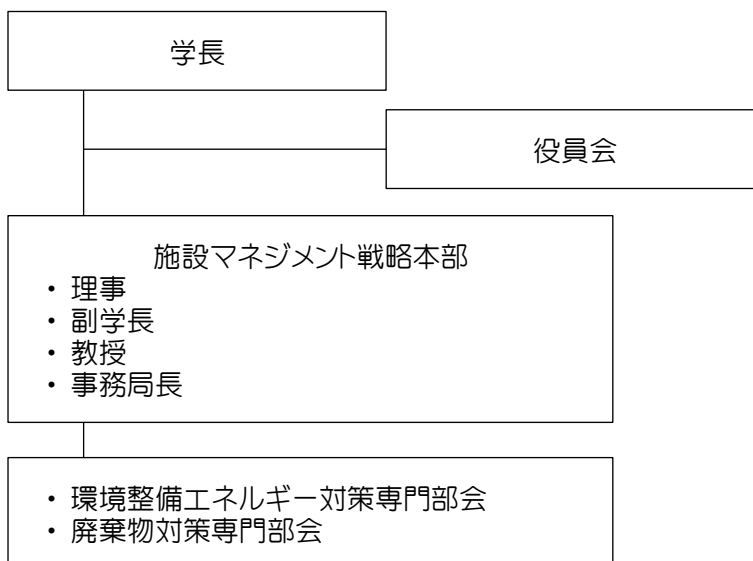 学長
役員会
施設マネジメント戦略本部
・ 理事
・ 副学長
・ 教授
・ 事務局長
・ 環境整備エネルギー対策専門部会
・ 廃棄物対策専門部会